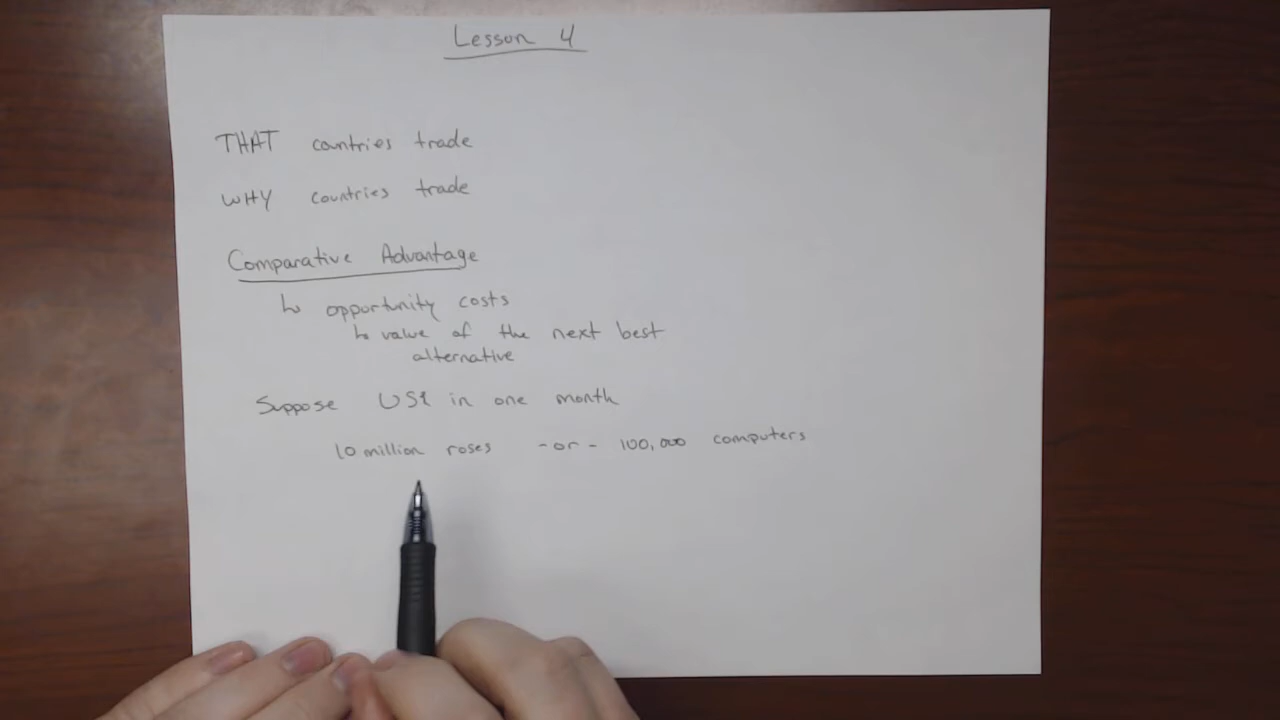 Lesson 4
THAT countries trade
WHY countries trade
Comparative Advantage
↳ opportunity costs
↳ value of the next best
alternative
Suppose US in one month
10 million roses - or - 100,000 computers